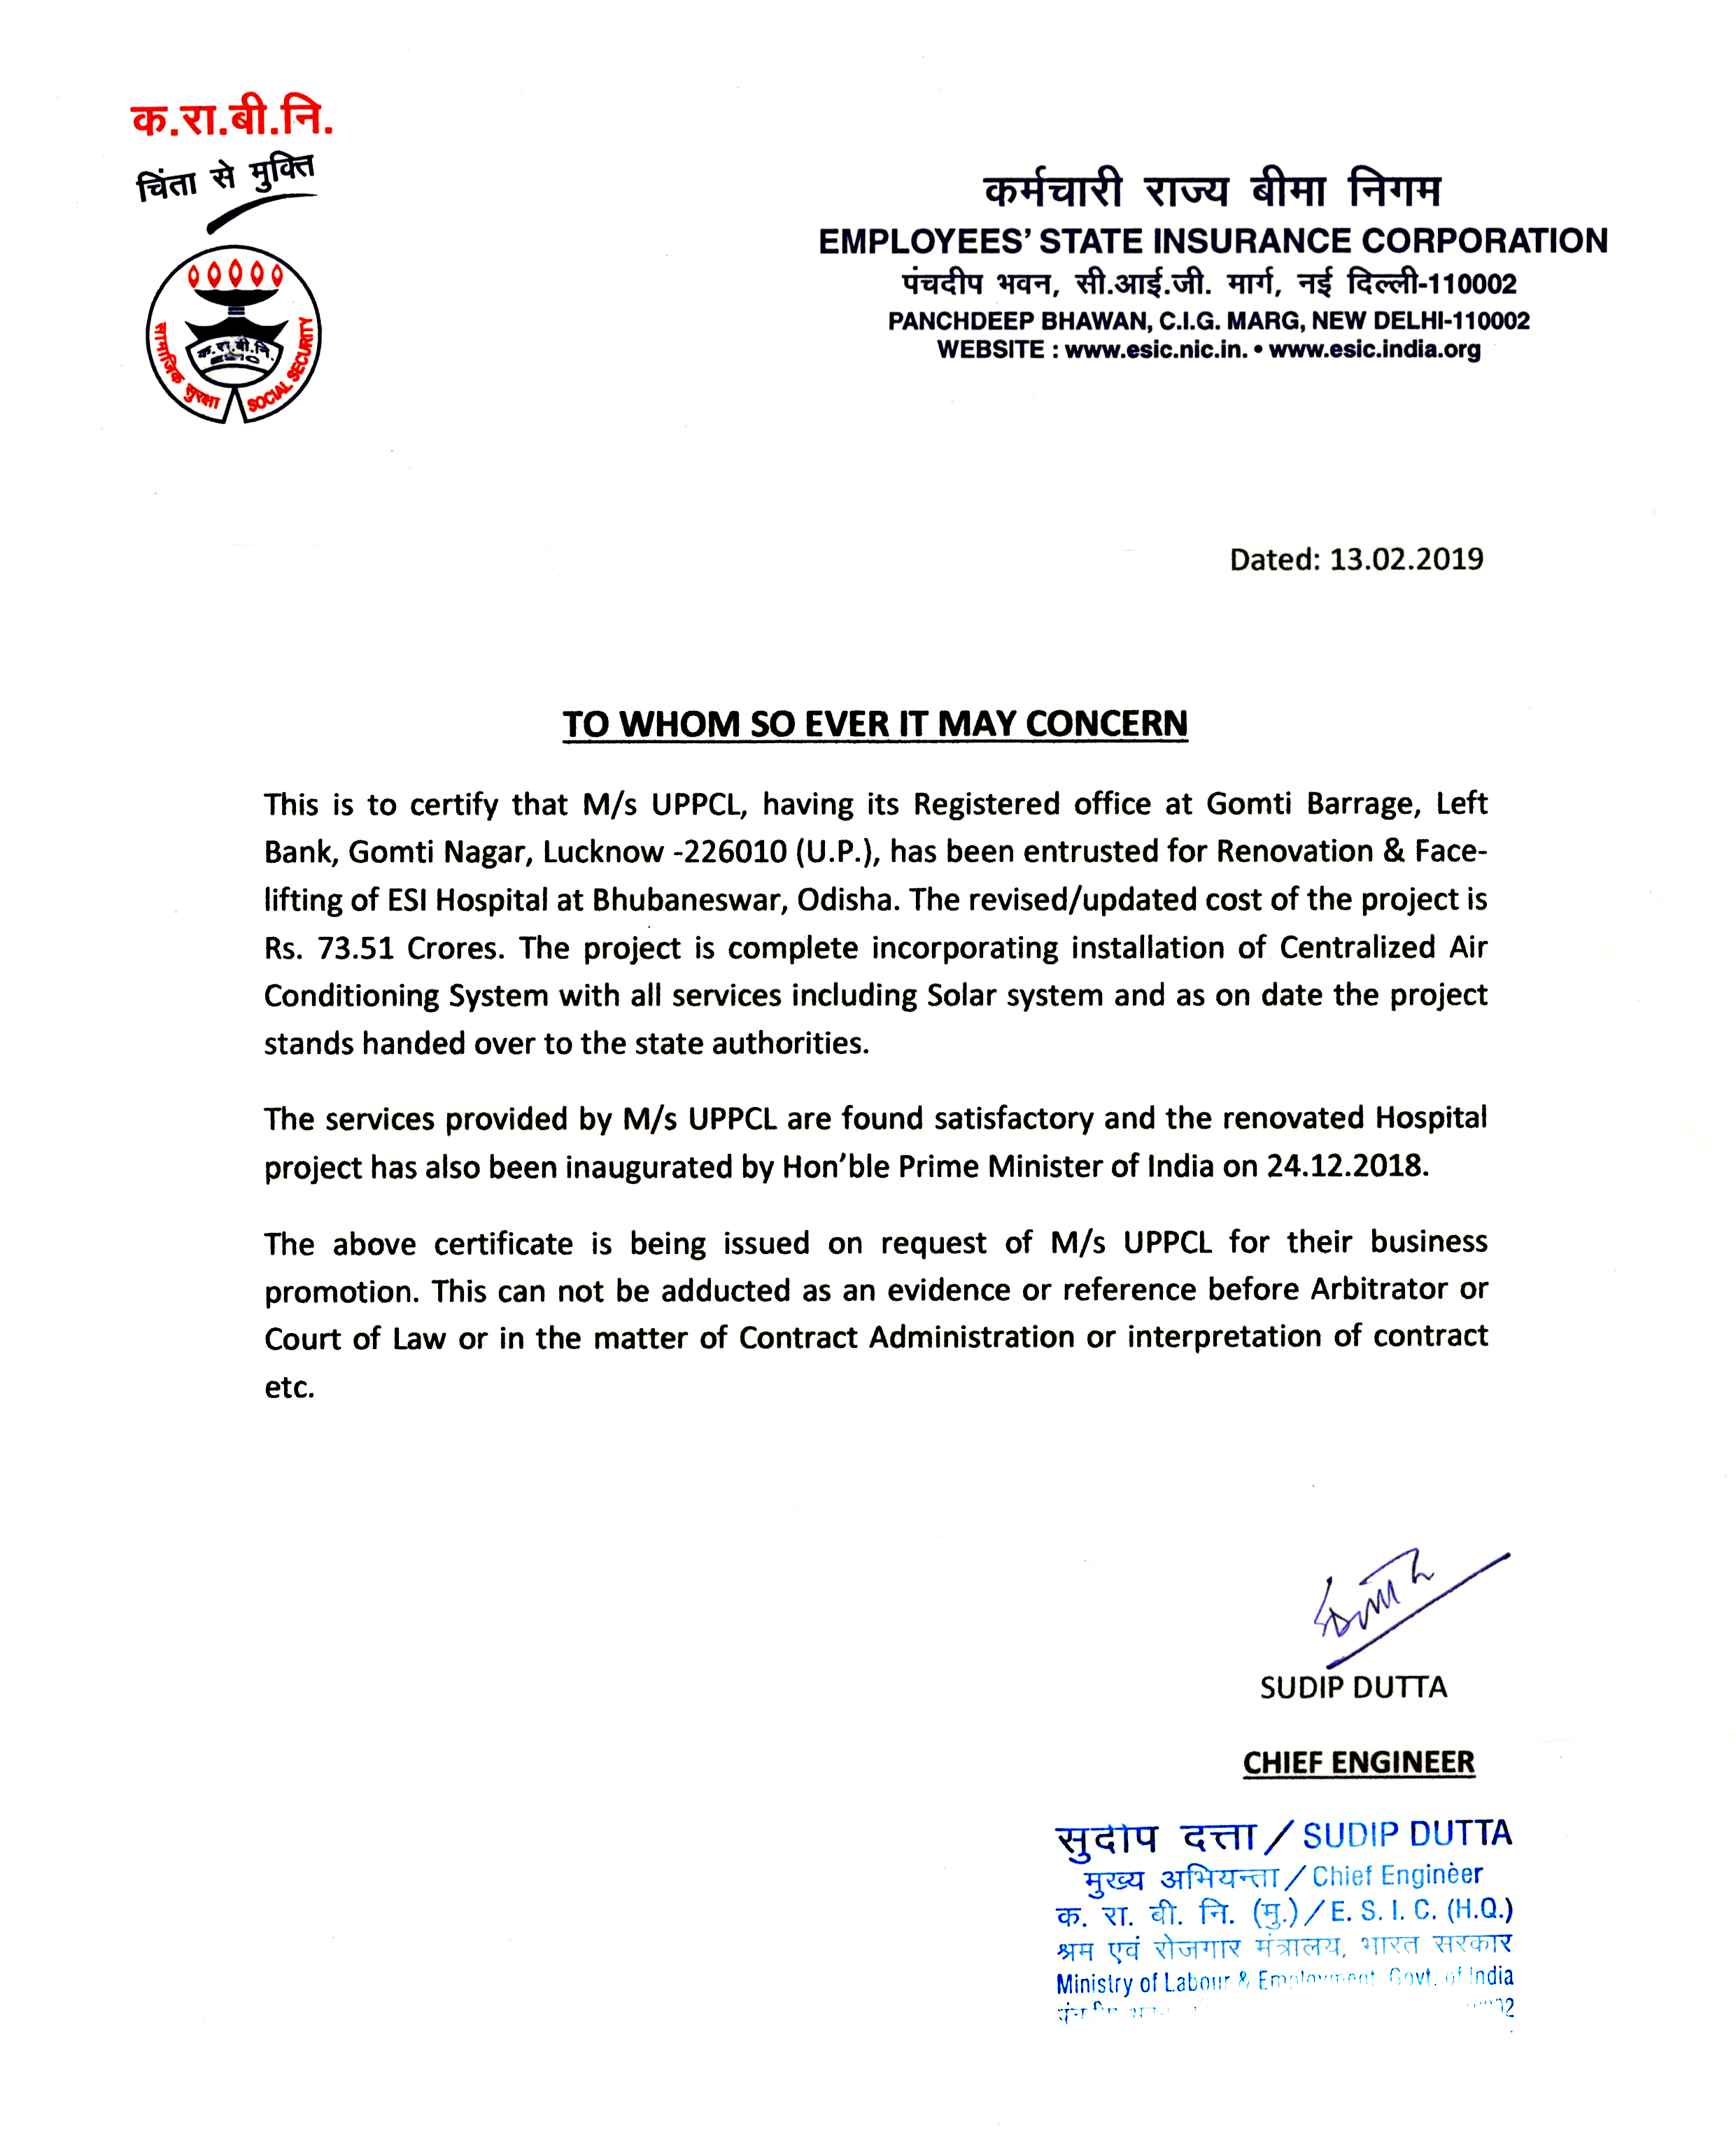 क.रा.बी.नि.
चिंता से मुक्ति
सामाजिक सुरक्षा
क.रा.बी.नि.
ESIC
SOCIAL SECURITY
कर्मचारी राज्य बीमा निगम
EMPLOYEES' STATE INSURANCE CORPORATION
पंचदीप भवन, सी.आई.जी. मार्ग, नई दिल्ली-110002
PANCHDEEP BHAWAN, C.I.G. MARG, NEW DELHI-110002
WEBSITE : www.esic.nic.in. • www.esic.india.org
Dated: 13.02.2019
TO WHOM SO EVER IT MAY CONCERN
This is to certify that M/s UPPCL, having its Registered office at Gomti Barrage, Left
Bank, Gomti Nagar, Lucknow -226010 (U.P.), has been entrusted for Renovation & Face-
lifting of ESI Hospital at Bhubaneswar, Odisha. The revised/updated cost of the project is
Rs. 73.51 Crores. The project is complete incorporating installation of Centralized Air
Conditioning System with all services including Solar system and as on date the project
stands handed over to the state authorities.
The services provided by M/s UPPCL are found satisfactory and the renovated Hospital
project has also been inaugurated by Hon'ble Prime Minister of India on 24.12.2018.
The above certificate is being issued on request of M/s UPPCL for their business
promotion. This can not be adducted as an evidence or reference before Arbitrator or
Court of Law or in the matter of Contract Administration or interpretation of contract
etc.
SUDIP DUTTA
CHIEF ENGINEER
सुदीप दत्ता / SUDIP DUTTA
मुख्य अभियन्ता / Chief Engineer
क. रा. बी. नि. (मु.) / E. S. I. C. (H.Q.)
श्रम एवं रोजगार मंत्रालय, भारत सरकार
Ministry of Labour & Employment, Govt. of India